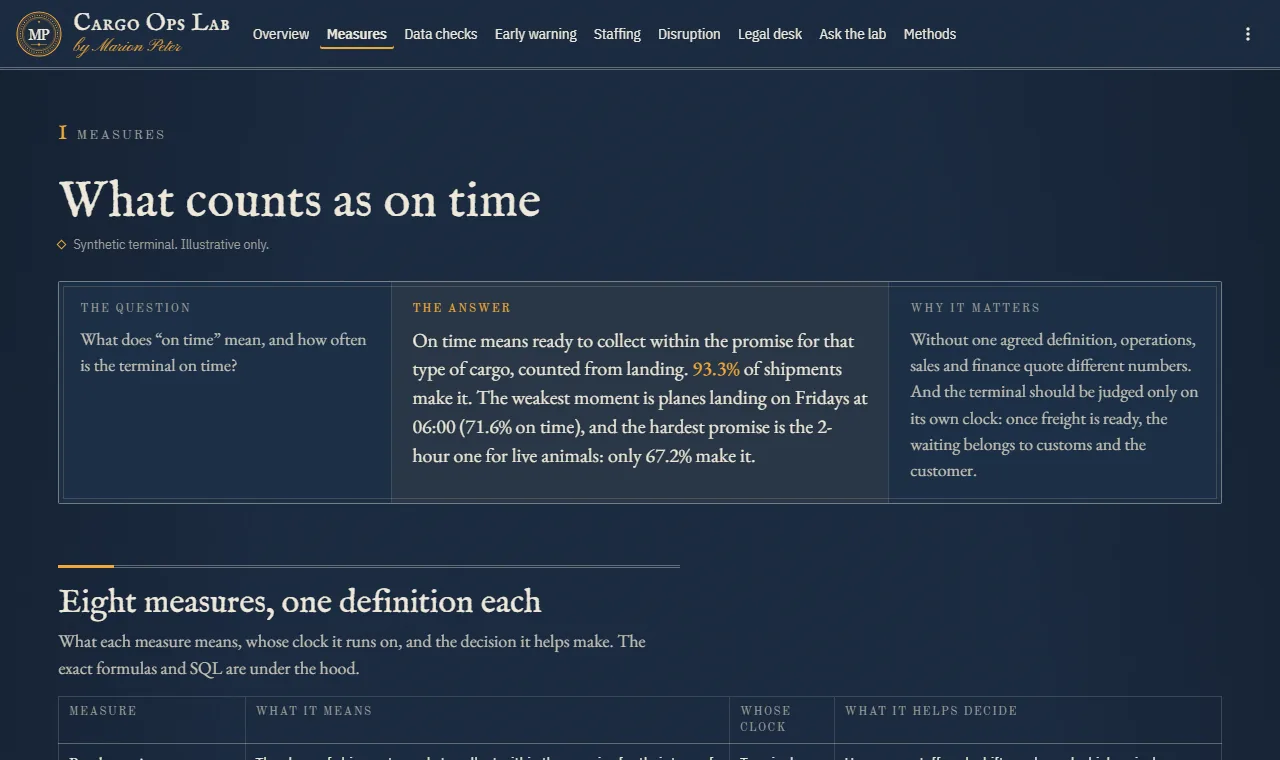 MP
Cargo Ops Lab
by Marion Peter
Overview Measures Data checks Early warning Staffing Disruption Legal desk Ask the lab Methods
I MEASURES
What counts as on time
Synthetic terminal. Illustrative only.
THE QUESTION
What does “on time” mean, and how often
is the terminal on time?
THE ANSWER
On time means ready to collect within the promise for that
type of cargo, counted from landing. 93.3% of shipments
make it. The weakest moment is planes landing on Fridays at
06:00 (71.6% on time), and the hardest promise is the 2-
hour one for live animals: only 67.2% make it.
WHY IT MATTERS
Without one agreed definition, operations,
sales and finance quote different numbers.
And the terminal should be judged only on
its own clock: once freight is ready, the
waiting belongs to customs and the
customer.
Eight measures, one definition each
What each measure means, whose clock it runs on, and the decision it helps make. The
exact formulas and SQL are under the hood.
MEASURE
WHAT IT MEANS
WHOSE
CLOCK
WHAT IT HELPS DECIDE